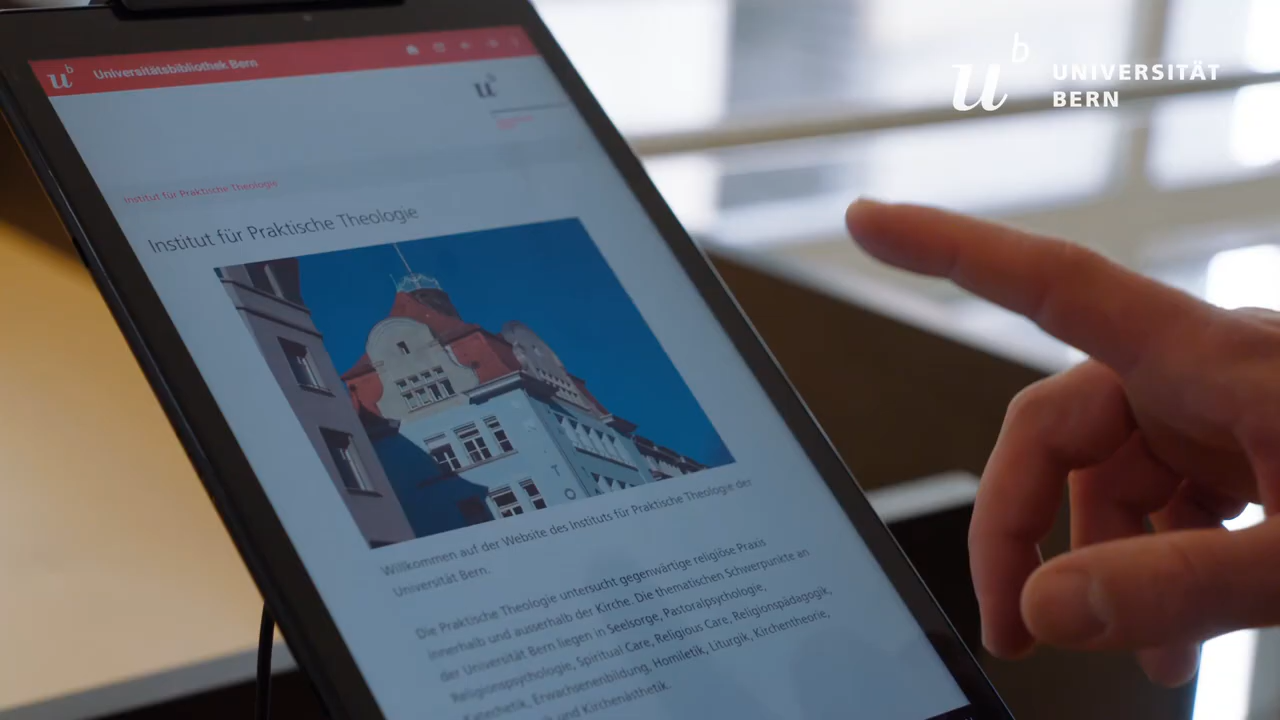 u^b
UNIVERSITÄT
BERN
u^b
Universitätsbibliothek Bern
u^b
Institut für Praktische Theologie
Institut für Praktische Theologie
T
O
Willkommen auf der Website des Instituts für Praktische Theologie der
Universität Bern.
Die Praktische Theologie untersucht gegenwärtige religiöse Praxis
innerhalb und ausserhalb der Kirche. Die thematischen Schwerpunkte an
der Universität Bern liegen in Seelsorge, Pastoralpsychologie,
Religionspsychologie, Spiritual Care, Religious Care, Religionspädagogik,
Katechetik, Erwachsenenbildung, Homiletik, Liturgik, Kirchentheorie,
und Kirchenästhetik.